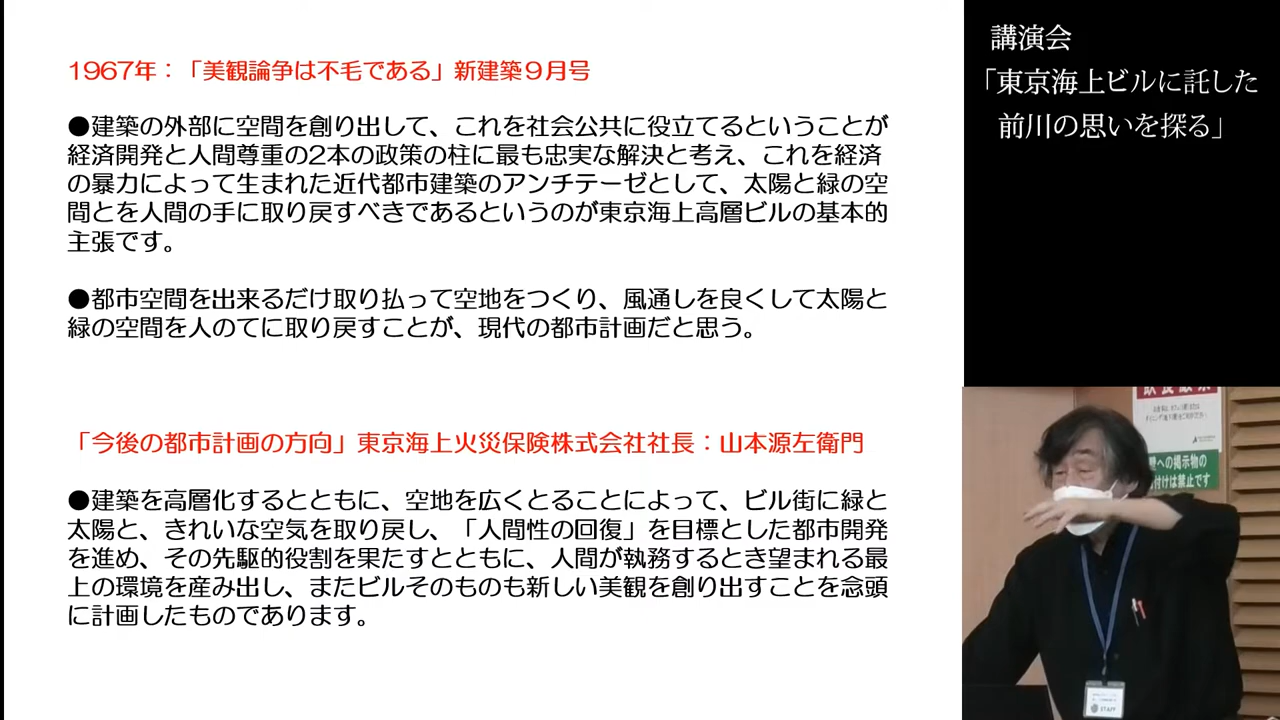 1967年：「美観論争は不毛である」新建築９月号
●建築の外部に空間を創り出して、これを社会公共に役立てるということが
経済開発と人間尊重の2本の政策の柱に最も忠実な解決と考え、これを経済
の暴力によって生まれた近代都市建築のアンチテーゼとして、太陽と緑の空
間とを人間の手に取り戻すべきであるというのが東京海上高層ビルの基本的
主張です。
●都市空間を出来るだけ取り払って空地をつくり、風通しを良くして太陽と
緑の空間を人のてに取り戻すことが、現代の都市計画だと思う。
「今後の都市計画の方向」東京海上火災保険株式会社社長：山本源左衛門
●建築を高層化するとともに、空地を広くとることによって、ビル街に緑と
太陽と、きれいな空気を取り戻し、「人間性の回復」を目標とした都市開発
を進め、その先駆的役割を果たすとともに、人間が執務するとき望まれる最
上の環境を産み出し、またビルそのものも新しい美観を創り出すことを念頭
に計画したものであります。
講演会
「東京海上ビルに託した
前川の思いを探る」
への掲示物の
付けは禁止です
STAFF